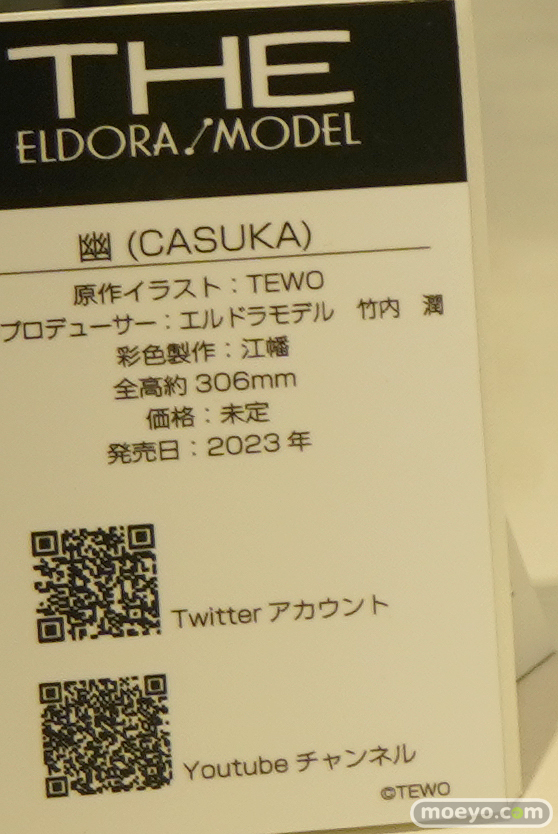 THE
ELDORA MODEL
幽 (CASUKA)
原作イラスト：TEWO
プロデューサー：エルドラモデル　竹内　潤
彩色製作：江幡
全高約 306mm
価格：未定
発売日：2023 年
Twitter アカウント
Youtube チャンネル
©TEWO
moeyo.com